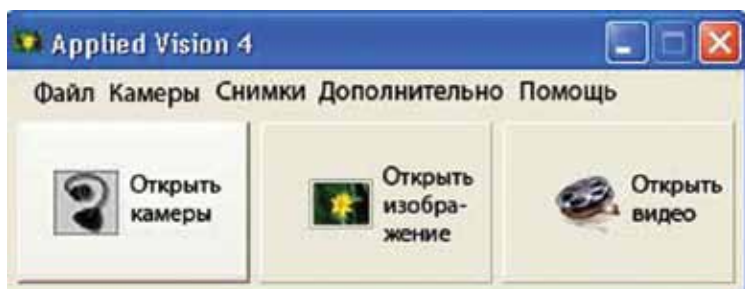 Applied Vision 4
Файл Камеры Снимки Дополнительно Помощь
Открыть
камеры
Открыть
изобра-
жение
Открыть
видео